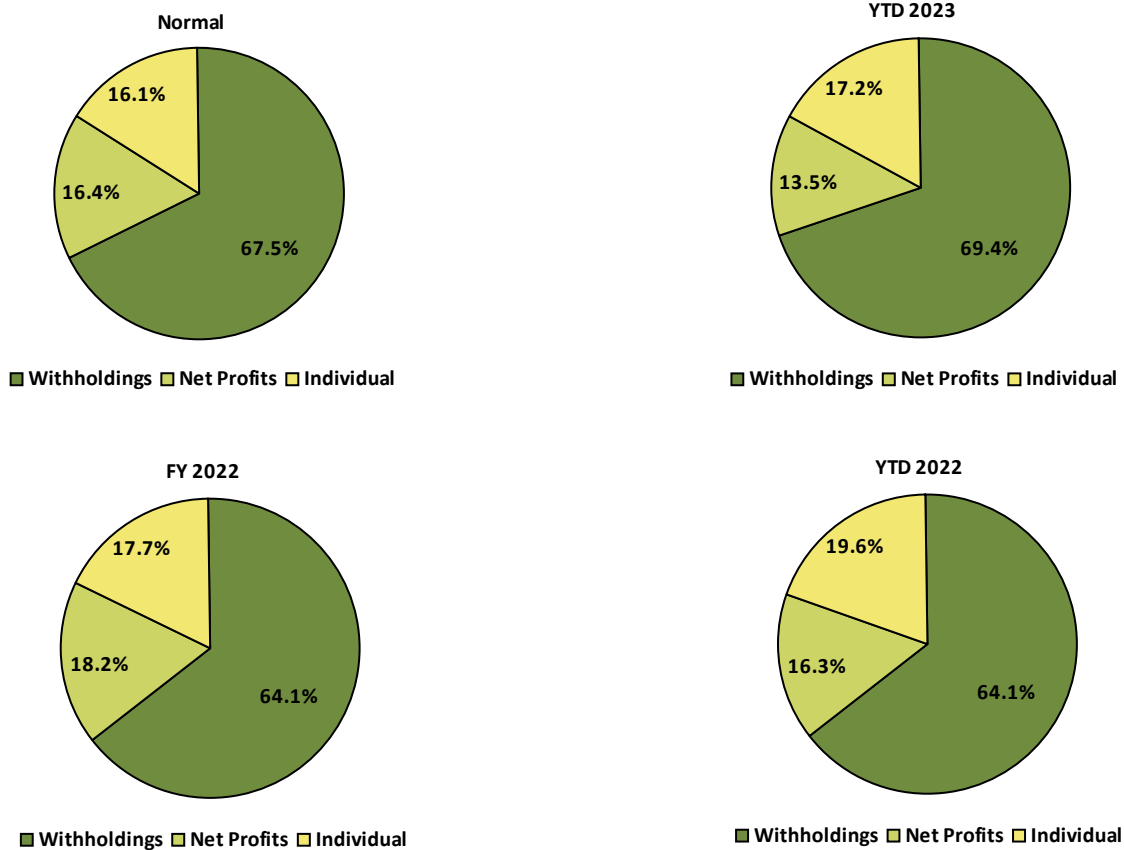 Normal
16.1%
16.4%
67.5%
Withholdings Net Profits Individual
YTD 2023
17.2%
13.5%
69.4%
Withholdings Net Profits Individual
FY 2022
17.7%
18.2%
64.1%
Withholdings Net Profits Individual
YTD 2022
19.6%
16.3%
64.1%
Withholdings Net Profits Individual